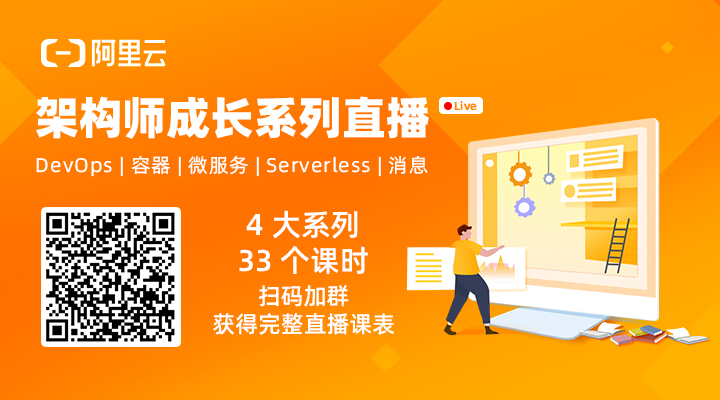 阿里云
架构师成长系列直播
Live
DevOps | 容器 | 微服务 | Serverless | 消息
4 大系列
33 个课时
扫码加群
获得完整直播课表